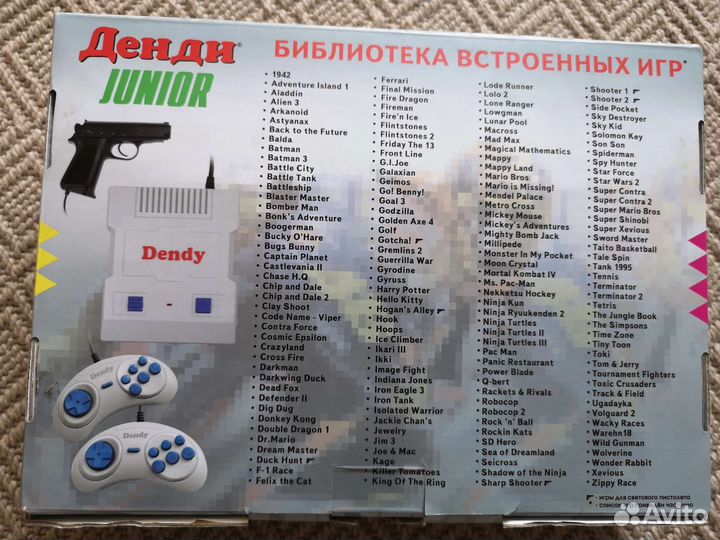 Денди®
JUNIOR
БИБЛИОТЕКА ВСТРОЕННЫХ ИГР*
Dendy
Dendy
Dendy
• 1942
• Adventure Island 1
• Aladdin
• Alien 3
• Arkanoid
• Astyanax
• Back to the Future
• Balda
• Batman
• Batman 3
• Battle City
• Battle Tank
• Battleship
• Blaster Master
• Bomber Man
• Bonk's Adventure
• Boogerman
• Bucky O'Hare
• Bugs Bunny
• Captain Planet
• Castlevania II
• Chase H.Q
• Chip and Dale
• Chip and Dale 2
• Clay Shoot
• Code Name - Viper
• Contra Force
• Cosmic Epsilon
• Crazyland
• Cross Fire
• Darkman
• Darkwing Duck
• Dead Fox
• Defender II
• Dig Dug
• Donkey Kong
• Double Dragon 1
• Dr.Mario
• Dream Master
• Duck Hunt
• F-1 Race
• Felix the Cat
• Ferrari
• Final Mission
• Fire Dragon
• Fireman
• Fire'n Ice
• Flintstones
• Flintstones 2
• Friday The 13
• Front Line
• G.I.Joe
• Galaxian
• Geimos
• Go! Benny!
• Goal 3
• Godzilla
• Golden Axe 4
• Golf
• Gotcha!
• Gremlins 2
• Guerrilla War
• Gyrodine
• Gyruss
• Harry Potter
• Hello Kitty
• Hogan's Alley
• Hook
• Hoops
• Ice Climber
• Ikari III
• Ikki
• Image Fight
• Indiana Jones
• Iron Eagle 3
• Iron Tank
• Isolated Warrior
• Jackie Chan's
• Jewelry
• Jim 3
• Joe & Mac
• Kage
• Killer Tomatoes
• King Of The Ring
• Lode Runner
• Lolo 2
• Lone Ranger
• Lowgman
• Lunar Pool
• Macross
• Mad Max
• Magical Mathematics
• Mappy
• Mappy Land
• Mario Bros
• Mario is Missing!
• Mendel Palace
• Metro Cross
• Mickey Mouse
• Mickey's Adventures
• Mighty Bomb Jack
• Millipede
• Monster In My Pocket
• Moon Crystal
• Mortal Kombat IV
• Ms. Pac-Man
• Nekketsu Hockey
• Ninja Kun
• Ninja Ryuukenden 2
• Ninja Turtles
• Ninja Turtles II
• Ninja Turtles III
• Pac Man
• Panic Restaurant
• Power Blade
• Q-bert
• Rackets & Rivals
• Robocop
• Robocop 2
• Rock 'n' Ball
• Rockin Kats
• SD Hero
• Sea of Dreamland
• Seicross
• Shadow of the Ninja
• Sharp Shooter
• Shooter 1
• Shooter 2
• Side Pocket
• Sky Destroyer
• Sky Kid
• Solomon Key
• Son Son
• Spiderman
• Spy Hunter
• Star Force
• Star Wars 2
• Super Contra
• Super Contra 2
• Super Mario Bros
• Super Shinobi
• Super Xevious
• Sword Master
• Taito Basketball
• Tale Spin
• Tank 1995
• Tennis
• Terminator
• Terminator 2
• Tetris
• The Jungle Book
• The Simpsons
• Time Zone
• Tiny Toon
• Toki
• Tom & Jerry
• Tournament Fighters
• Toxic Crusaders
• Track & Field
• Ugadayka
• Volguard 2
• Wacky Races
• Warehn18
• Wild Gunman
• Wolverine
• Wonder Rabbit
• Xevious
• Zippy Race
- игры для светового пистолета
* - список игр приведён частично
Avito